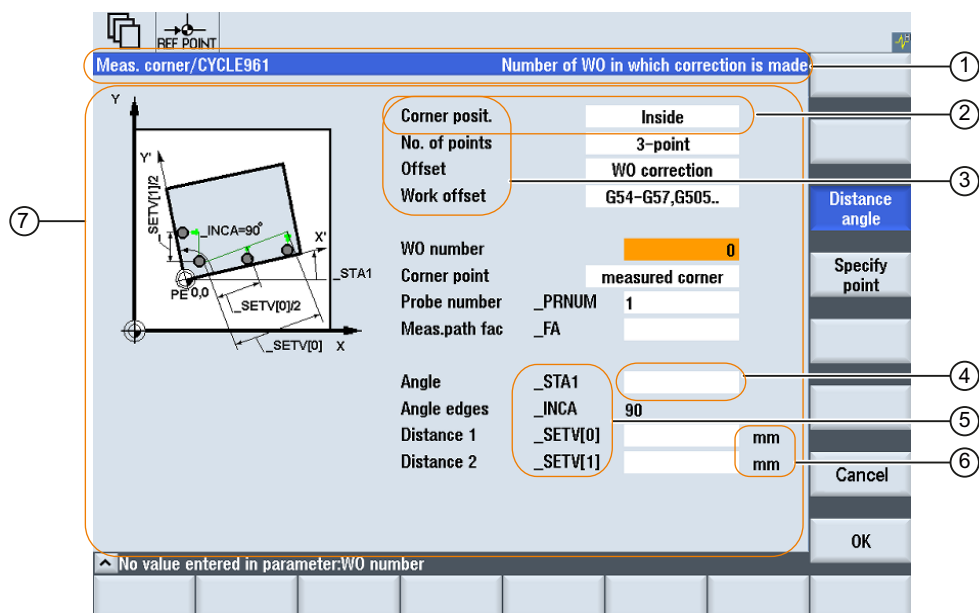 REF POINT
Meas. corner/CYCLE961 Number of WO in which correction is made
1
Y
Corner posit. Inside
2
No. of points 3-point
Y'
Offset WO correction
3
SETV[1]/2
Work offset G54-G57,G505..
Distance
angle
7
_INCA=90°
X'
WO number 0
_STA1
Corner point measured corner
Specify
point
PE 0,0
_SETV[0]/2
Probe number _PRNUM 1
Meas.path fac _FA
_SETV[0] X
Angle _STA1
4
Angle edges _INCA 90
5
Distance 1 _SETV[0] mm
Distance 2 _SETV[1] mm
6
Cancel
OK
No value entered in parameter:WO number